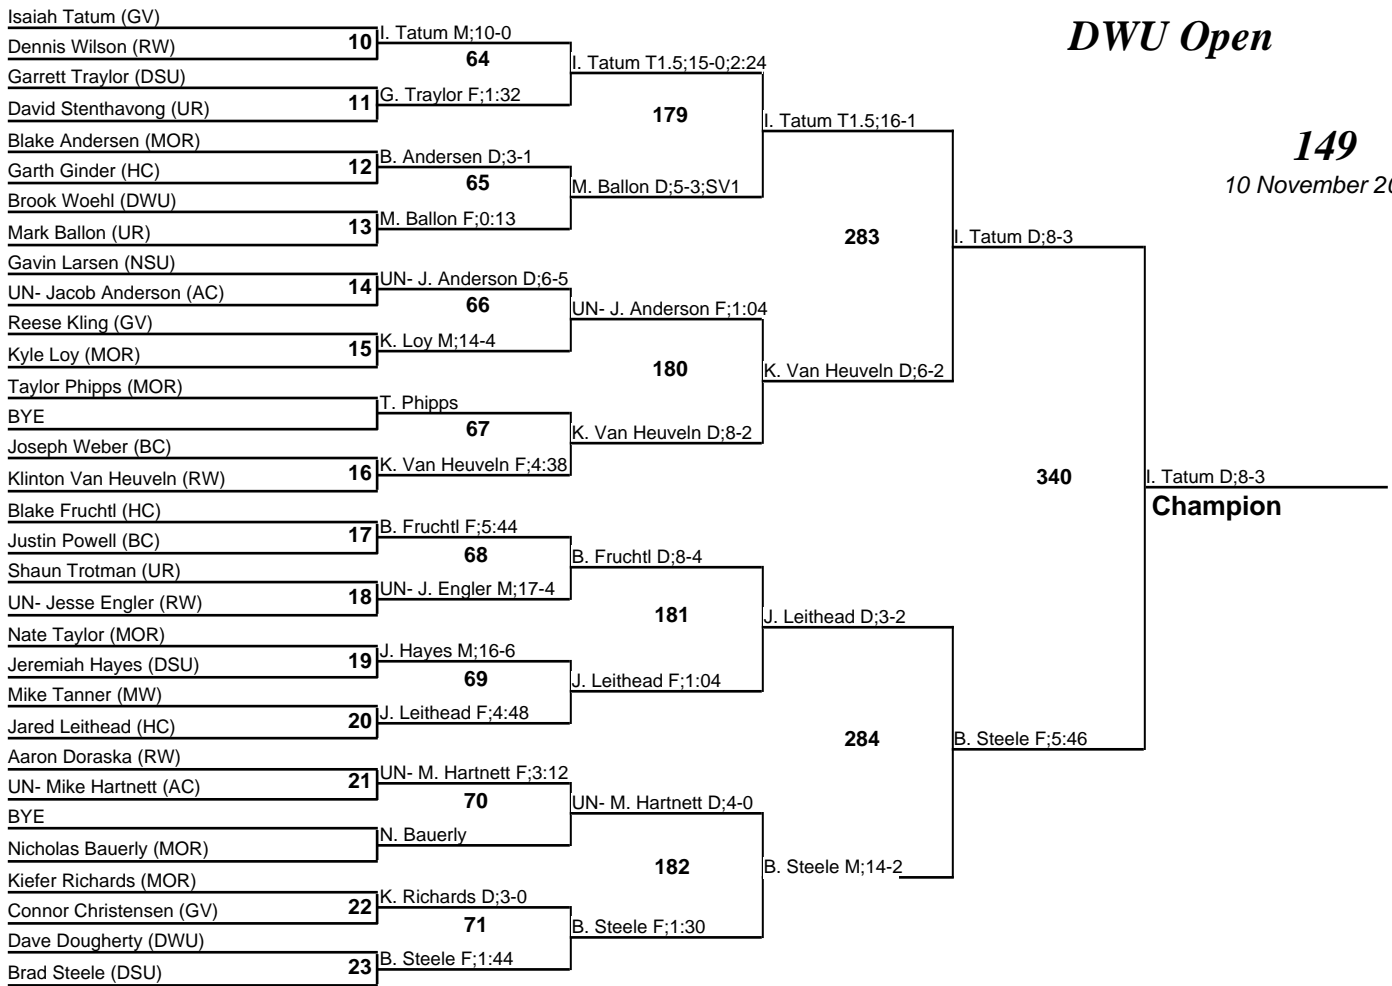 DWU Open
149
10 November 20
Isaiah Tatum (GV)
Dennis Wilson (RW)
Garrett Traylor (DSU)
David Stenthavong (UR)
Blake Andersen (MOR)
Garth Ginder (HC)
Brook Woehl (DWU)
Mark Ballon (UR)
Gavin Larsen (NSU)
UN- Jacob Anderson (AC)
Reese Kling (GV)
Kyle Loy (MOR)
Taylor Phipps (MOR)
BYE
Joseph Weber (BC)
Klinton Van Heuveln (RW)
Blake Fruchtl (HC)
Justin Powell (BC)
Shaun Trotman (UR)
UN- Jesse Engler (RW)
Nate Taylor (MOR)
Jeremiah Hayes (DSU)
Mike Tanner (MW)
Jared Leithead (HC)
Aaron Doraska (RW)
UN- Mike Hartnett (AC)
BYE
Nicholas Bauerly (MOR)
Kiefer Richards (MOR)
Connor Christensen (GV)
Dave Dougherty (DWU)
Brad Steele (DSU)
10
11
12
13
14
15
16
17
18
19
20
21
22
23
I. Tatum M;10-0
64
G. Traylor F;1:32
B. Andersen D;3-1
65
M. Ballon F;0:13
UN- J. Anderson D;6-5
66
K. Loy M;14-4
T. Phipps
67
K. Van Heuveln F;4:38
B. Fruchtl F;5:44
68
UN- J. Engler M;17-4
J. Hayes M;16-6
69
J. Leithead F;4:48
UN- M. Hartnett F;3:12
70
N. Bauerly
K. Richards D;3-0
71
B. Steele F;1:44
I. Tatum T1.5;15-0;2:24
179
M. Ballon D;5-3;SV1
UN- J. Anderson F;1:04
180
K. Van Heuveln D;8-2
B. Fruchtl D;8-4
181
J. Leithead F;1:04
UN- M. Hartnett D;4-0
182
B. Steele F;1:30
I. Tatum T1.5;16-1
283
K. Van Heuveln D;6-2
J. Leithead D;3-2
284
B. Steele M;14-2
I. Tatum D;8-3
340
B. Steele F;5:46
I. Tatum D;8-3
Champion